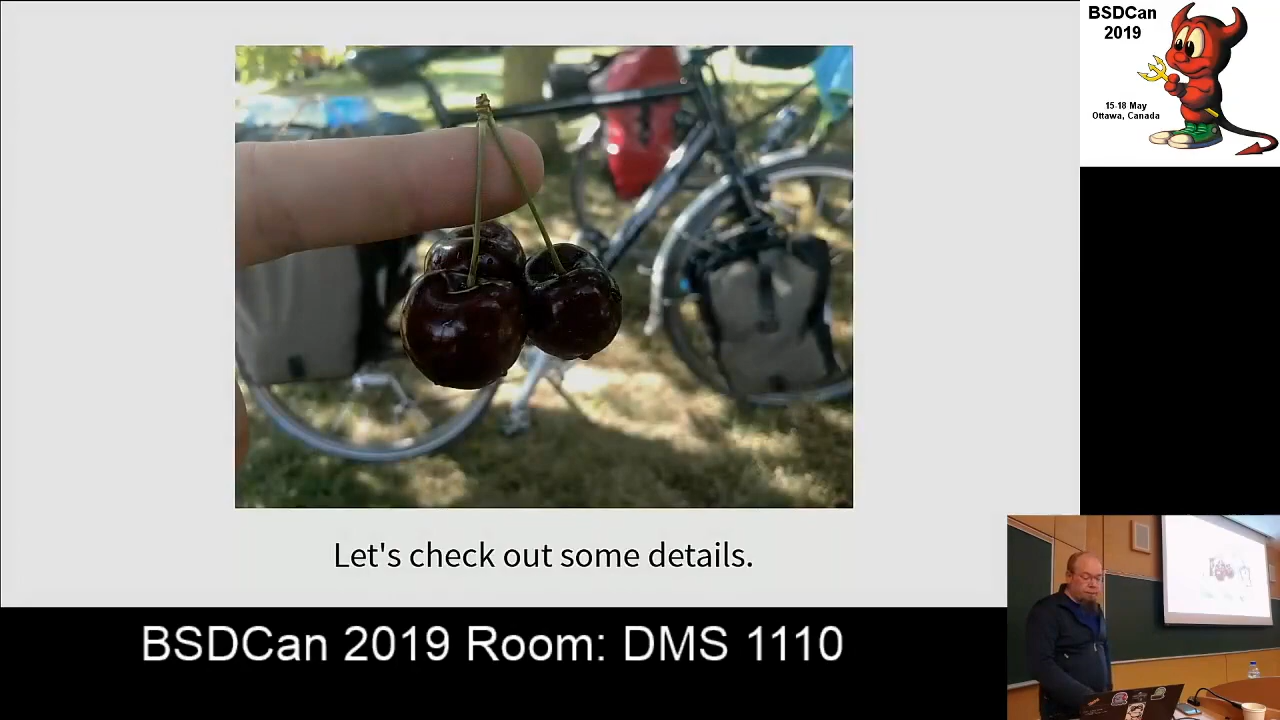 BSDCan
2019
15-18 May
Ottawa, Canada
Let's check out some details.
BSDCan 2019 Room: DMS 1110